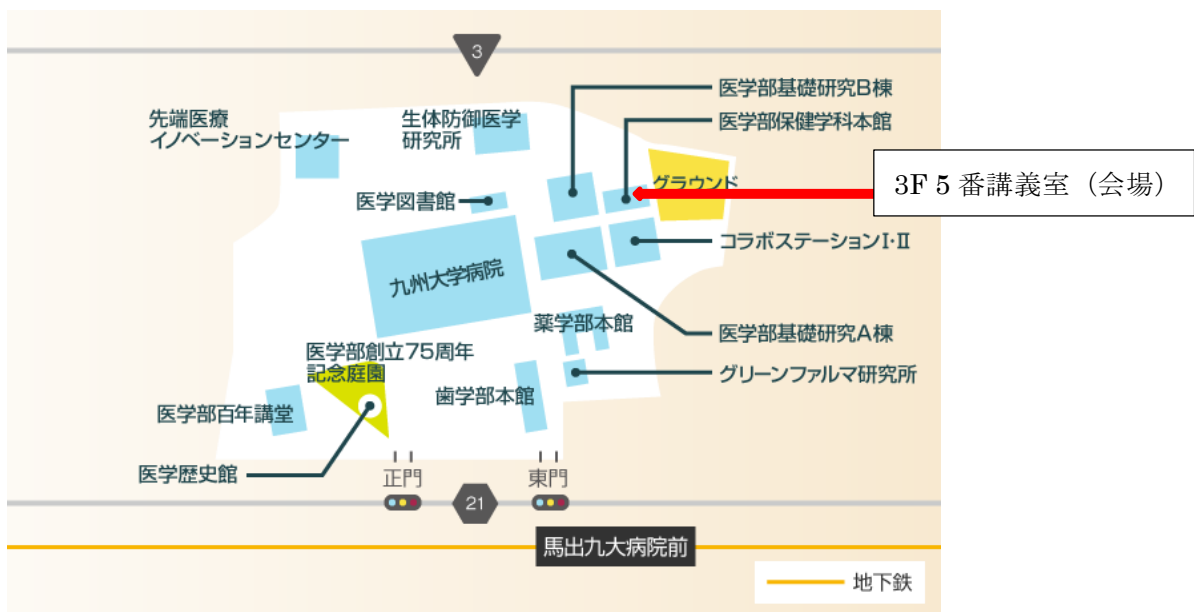 3
医学部基礎研究B棟
先端医療
イノベーションセンター
生体防御医学
研究所
医学部保健学科本館
グラウンド
3F 5 番講義室（会場）
医学図書館
コラボステーションI・II
九州大学病院
薬学部本館
医学部基礎研究A棟
医学部創立75周年
記念庭園
グリーンファルマ研究所
歯学部本館
医学部百年講堂
医学歴史館
正門
東門
21
馬出九大病院前
地下鉄